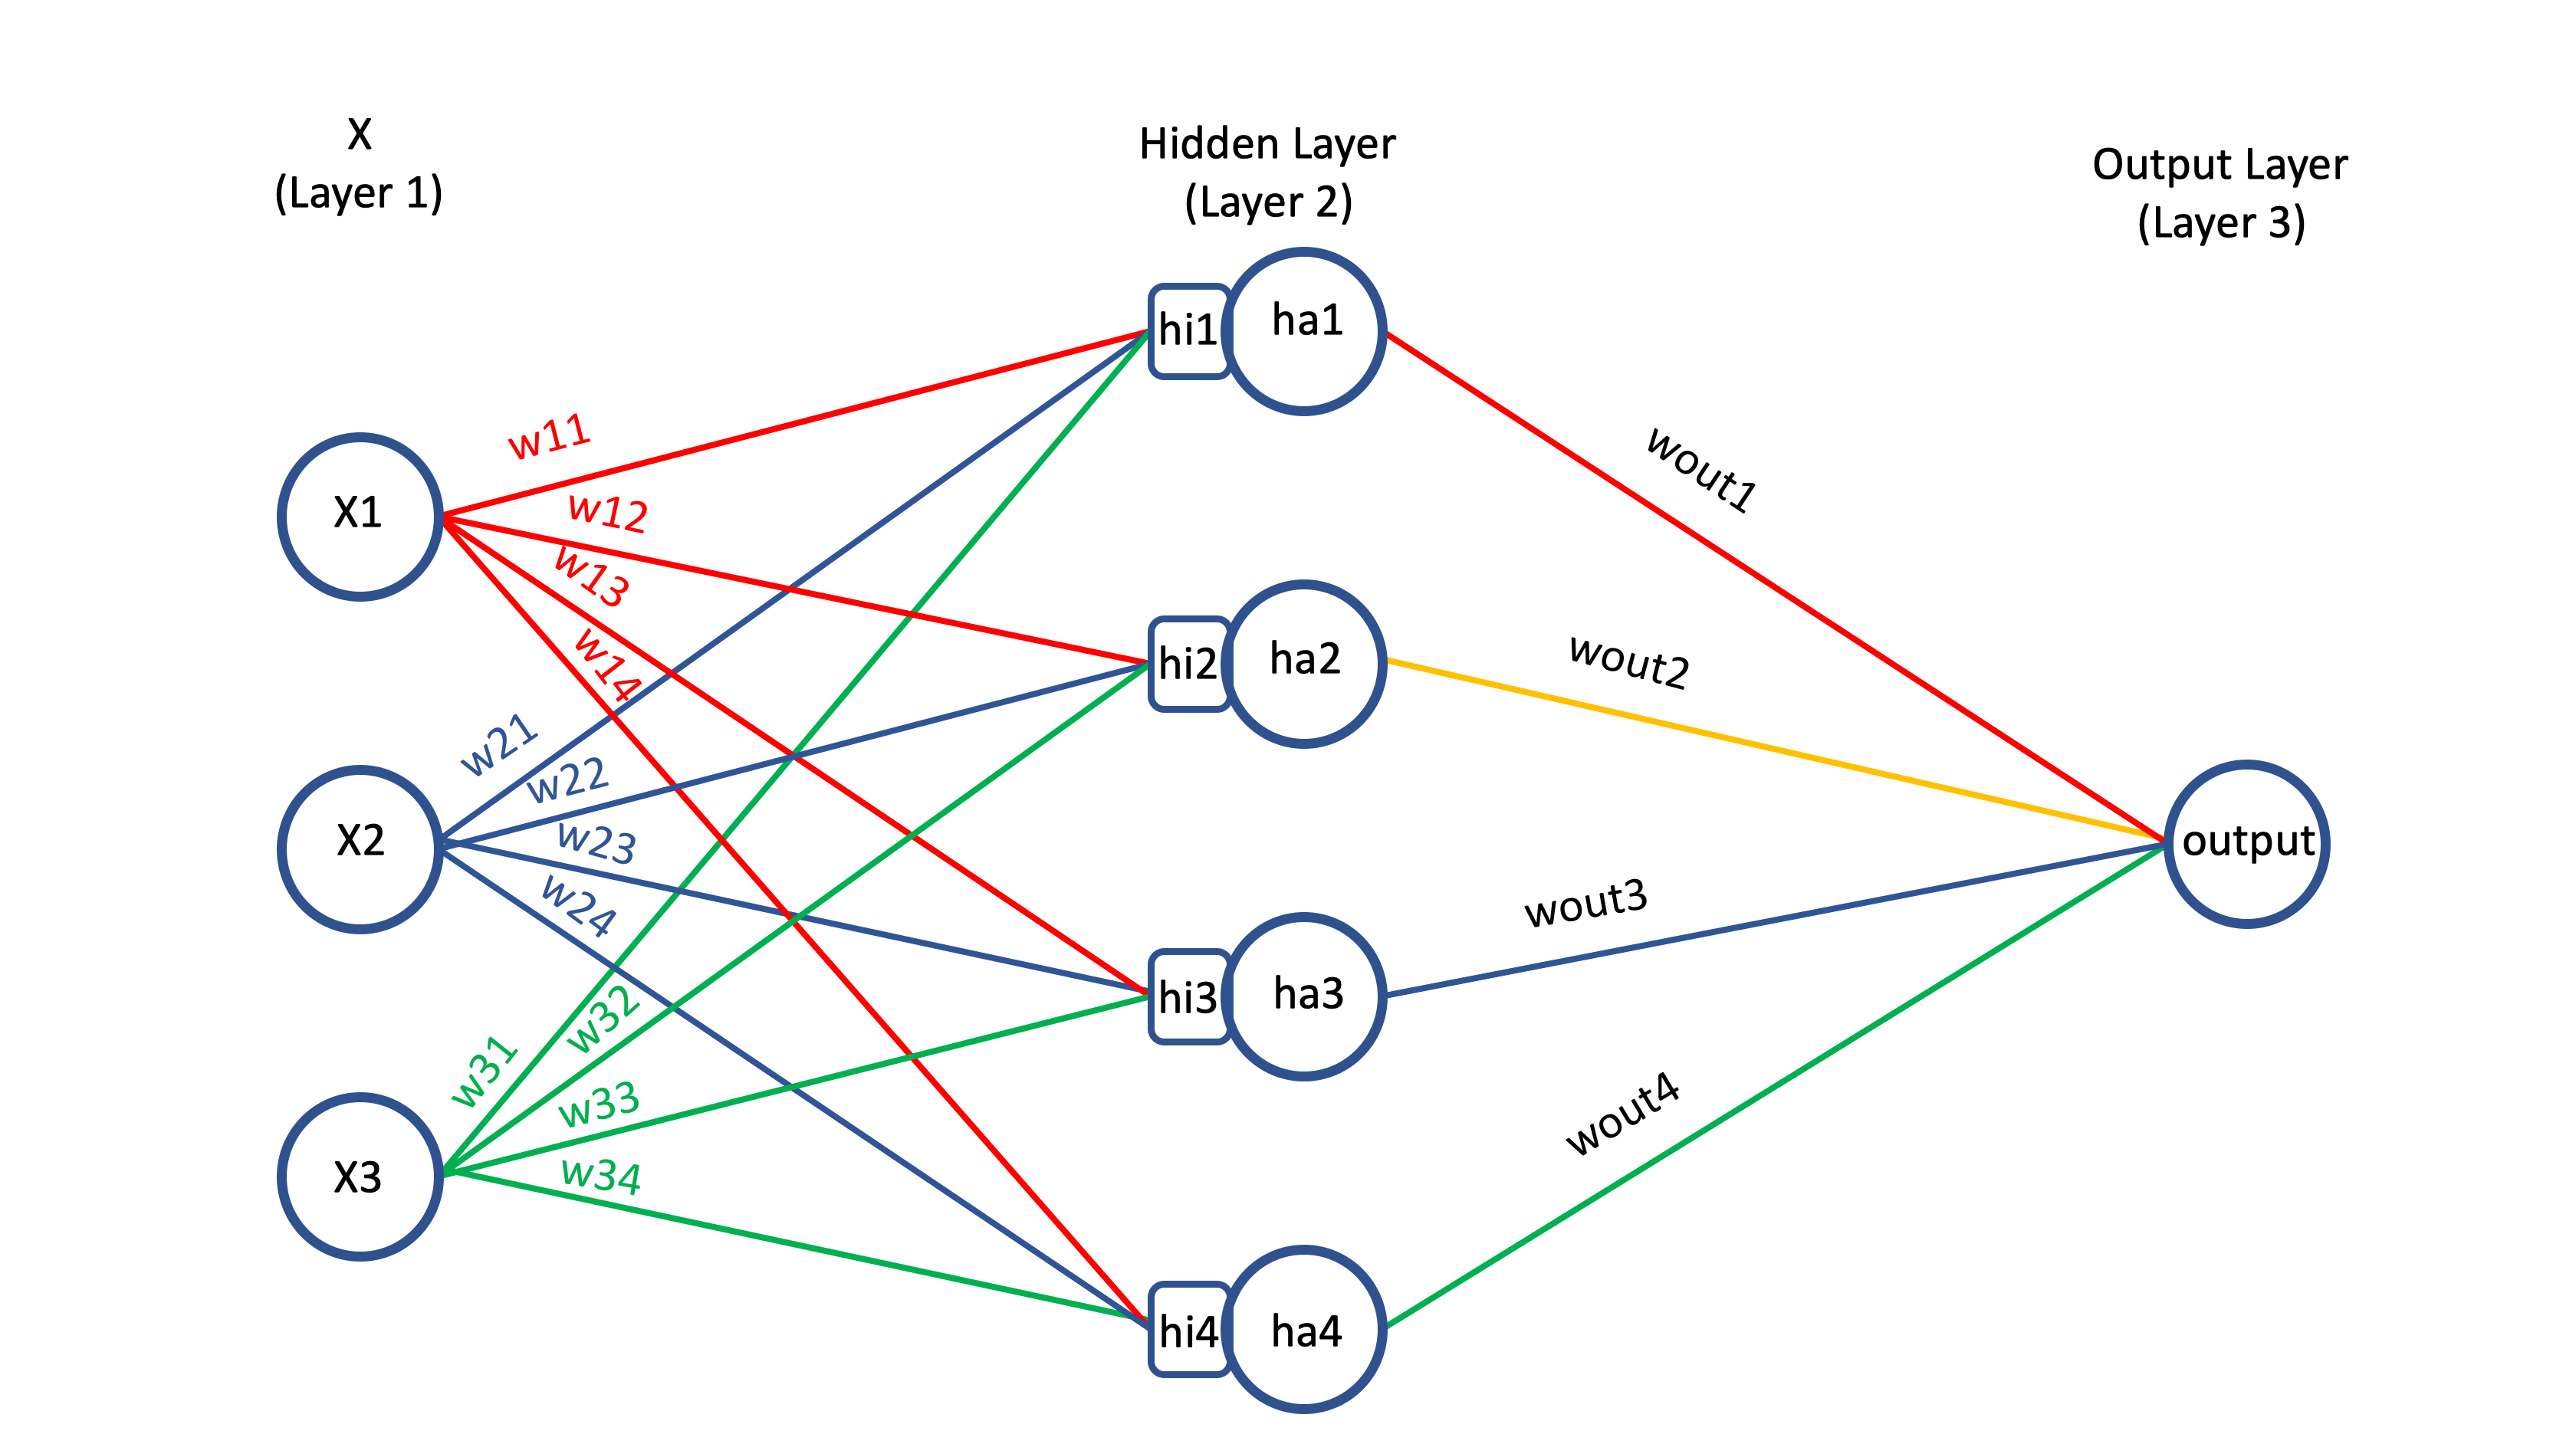 X
(Layer 1)
Hidden Layer
(Layer 2)
Output Layer
(Layer 3)
X1
X2
X3
w11
w12
w13
w14
w21
w22
w23
w24
w31
w32
w33
w34
hi1
ha1
hi2
ha2
hi3
ha3
hi4
ha4
wout1
wout2
wout3
wout4
output